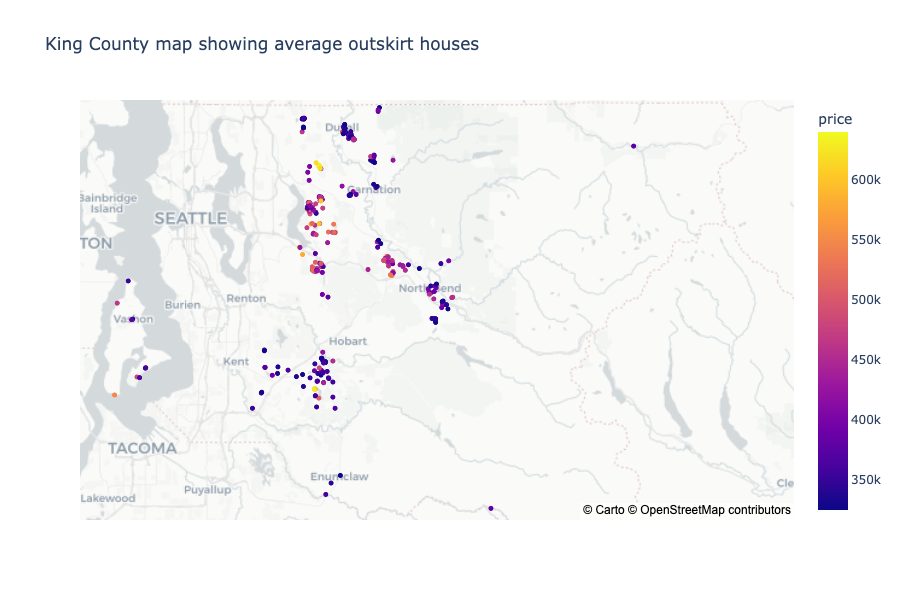 King County map showing average outskirt houses
price
Duvall
600k
Bainbridge
Island
Carnation
SEATTLE
TON
550k
North Bend
500k
Renton
Burien
Vashon
Hobart
450k
Kent
400k
TACOMA
Enumclaw
350k
Puyallup
Lakewood
Cle
© Carto © OpenStreetMap contributors